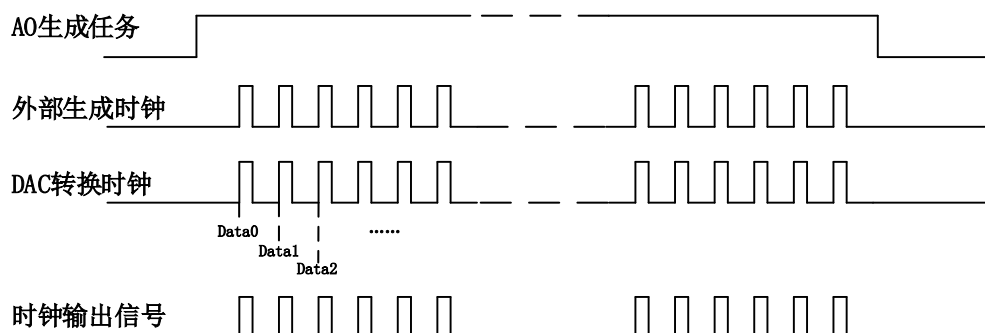 AO生成任务
外部生成时钟
DAC转换时钟
Data0
Data1
Data2
……
时钟输出信号